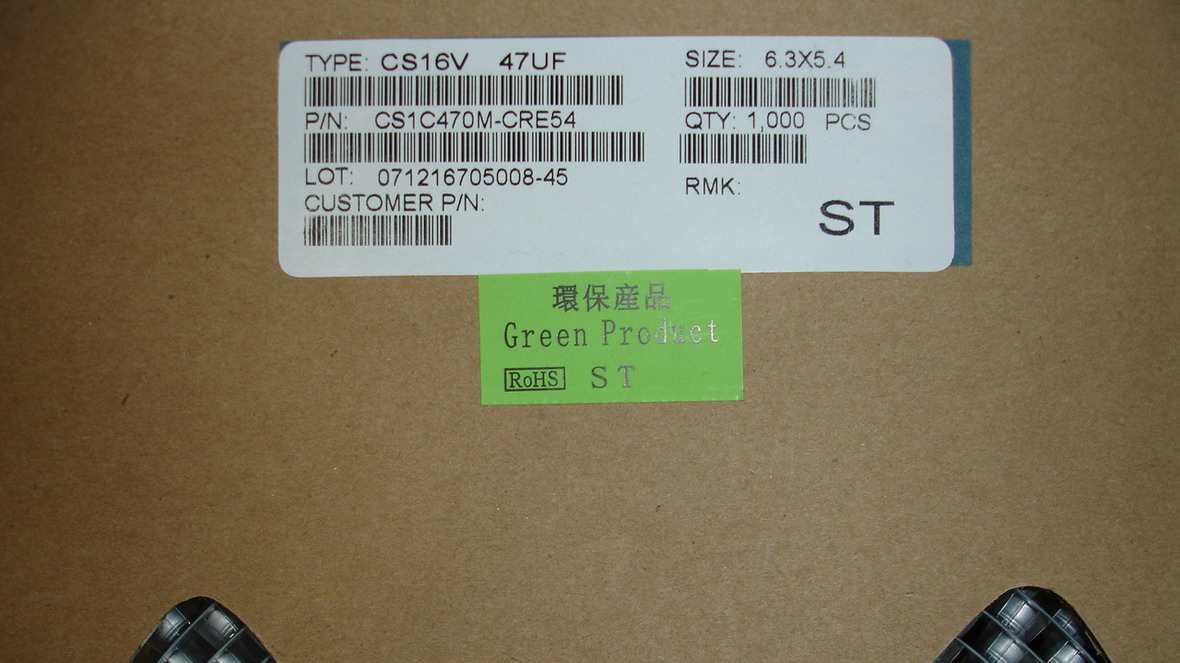 TYPE: CS16V 47UF
SIZE: 6.3X5.4
P/N: CS1C470M-CRE54
QTY: 1,000 PCS
LOT: 071216705008-45
RMK:
CUSTOMER P/N:
ST
環保産品
Green Product
RoHS ST